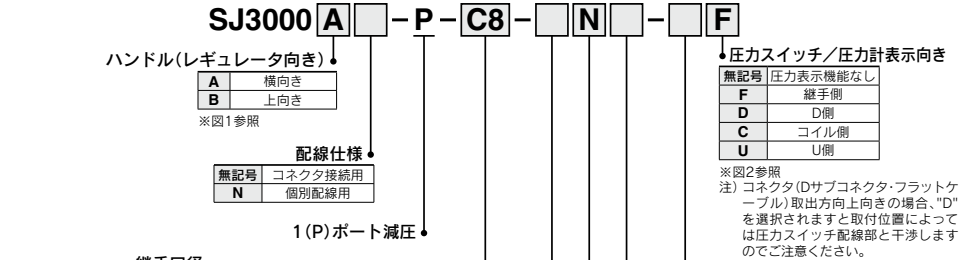 SJ3000 A □ - P - C8 - □ N □ - □ F
ハンドル(レギュレータ向き)
A 横向き
B 上向き
※図1参照
配線仕様
無記号 コネクタ接続用
N 個別配線用
1(P)ポート減圧
圧力スイッチ/圧力計表示向き
無記号 圧力表示機能なし
F 継手側
D D側
C コイル側
U U側
※図2参照
注) コネクタ(Dサブコネクタ・フラットケ
ーブル)取出方向上向きの場合、"D"
を選択されますと取付位置によって
は圧力スイッチ配線部と干渉します
のでご注意ください。